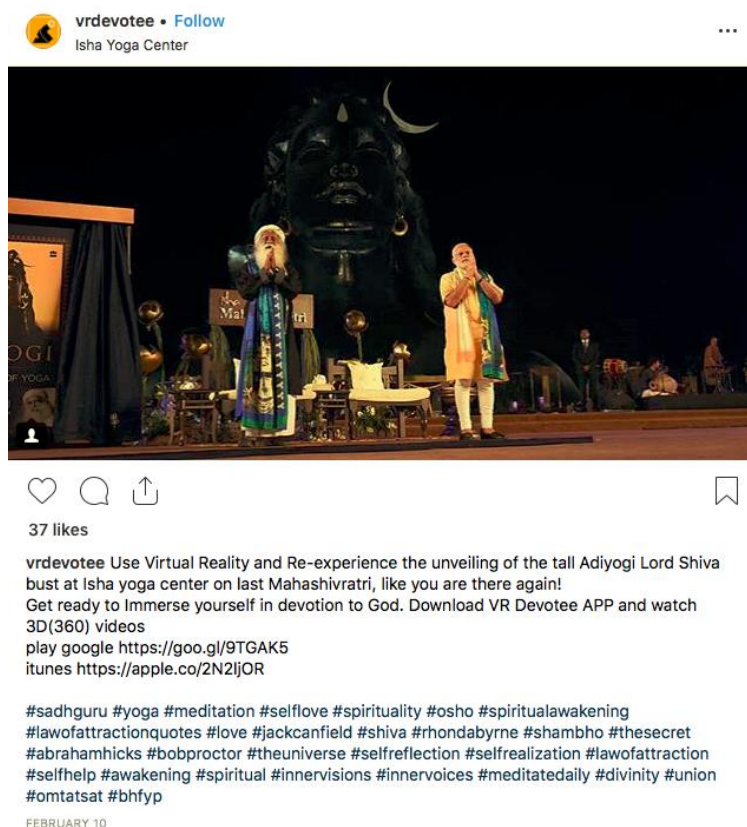 vrdevotee • Follow
Isha Yoga Center
OGI
OF YOGA
37 likes
vrdevotee Use Virtual Reality and Re-experience the unveiling of the tall Adiyogi Lord Shiva
bust at Isha yoga center on last Mahashivratri, like you are there again!
Get ready to Immerse yourself in devotion to God. Download VR Devotee APP and watch
3D(360) videos
play google https://goo.gl/9TGAK5
itunes https://apple.co/2N2IjOR
#sadhguru #yoga #meditation #selflove #spirituality #osho #spiritualawakening
#lawofattractionquotes #love #jackcanfield #shiva #rhondabyrne #shambho #thesecret
#abrahamhicks #bobproctor #theuniverse #selfreflection #selfrealization #lawofattraction
#selfhelp #awakening #spiritual #innervisions #innervoices #meditatedaily #divinity #union
#omtatsat #bhfyp
FEBRUARY 10